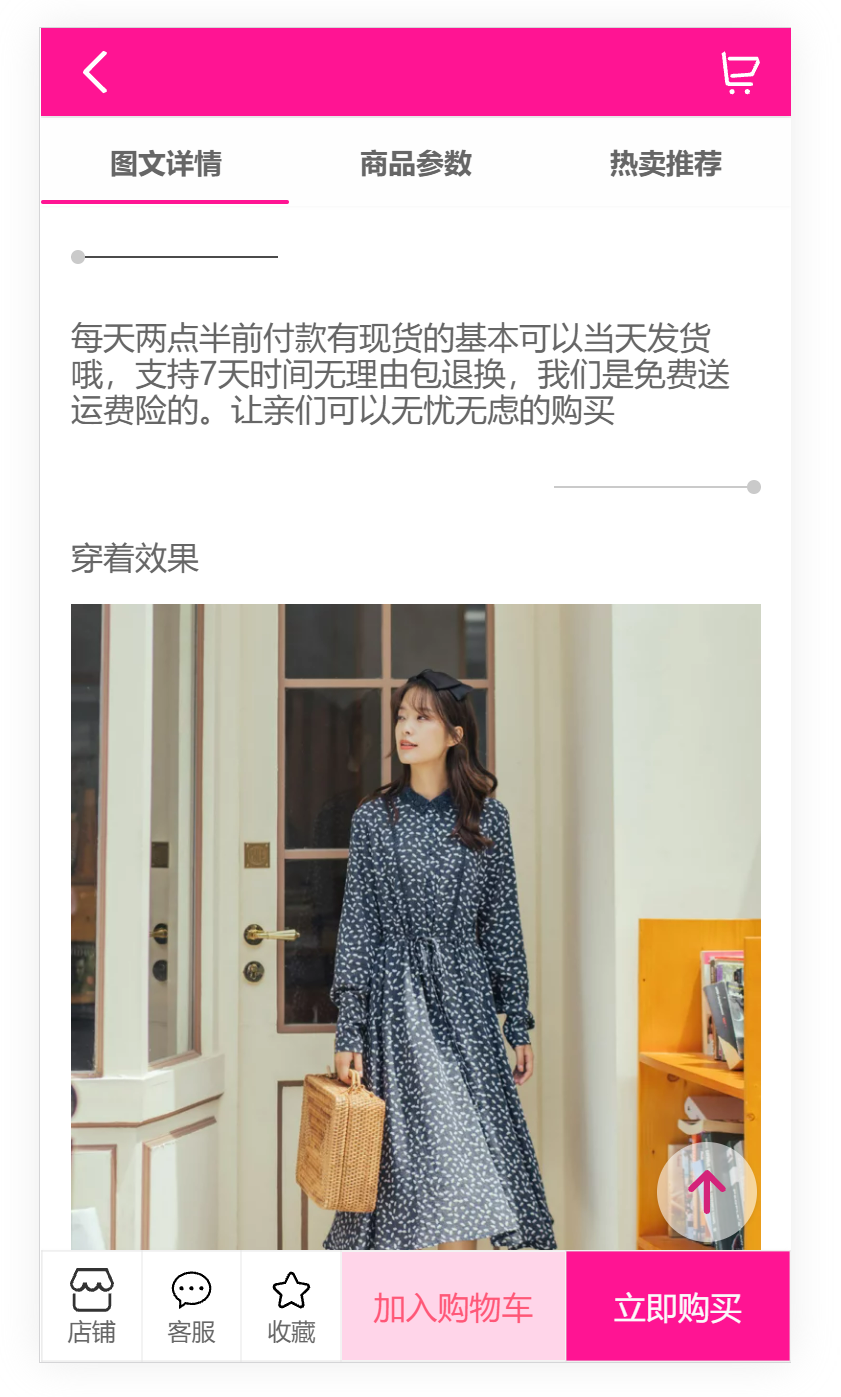 图文详情 商品参数 热卖推荐
每天两点半前付款有现货的基本可以当天发货
哦，支持7天时间无理由包退换，我们是免费送
运费险的。让亲们可以无忧无虑的购买
穿着效果
店铺 客服 收藏 加入购物车 立即购买